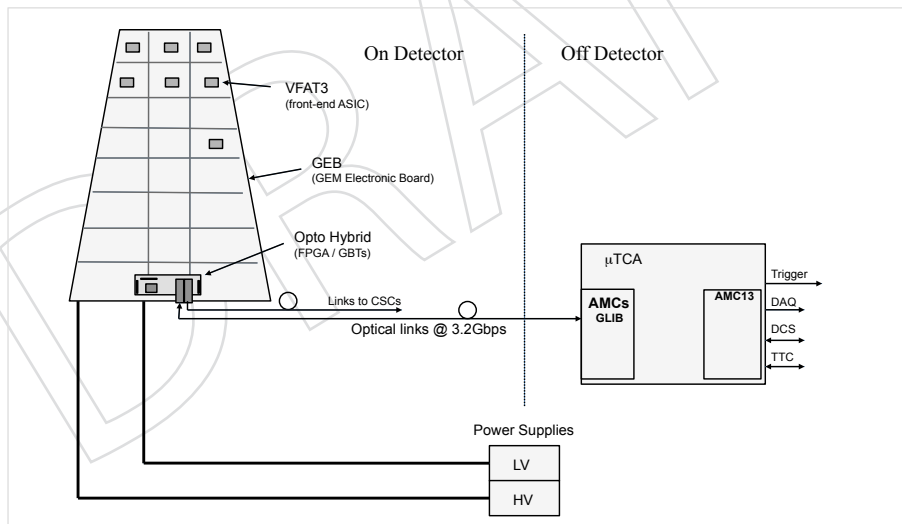 On Detector
Off Detector
VFAT3
(front-end ASIC)
GEB
(GEM Electronic Board)
Opto Hybrid
(FPGA / GBTs)
Links to CSCs
Optical links @ 3.2Gbps
μTCA
AMCs
GLIB
AMC13
Trigger
DAQ
DCS
TTC
Power Supplies
LV
HV
DRAF